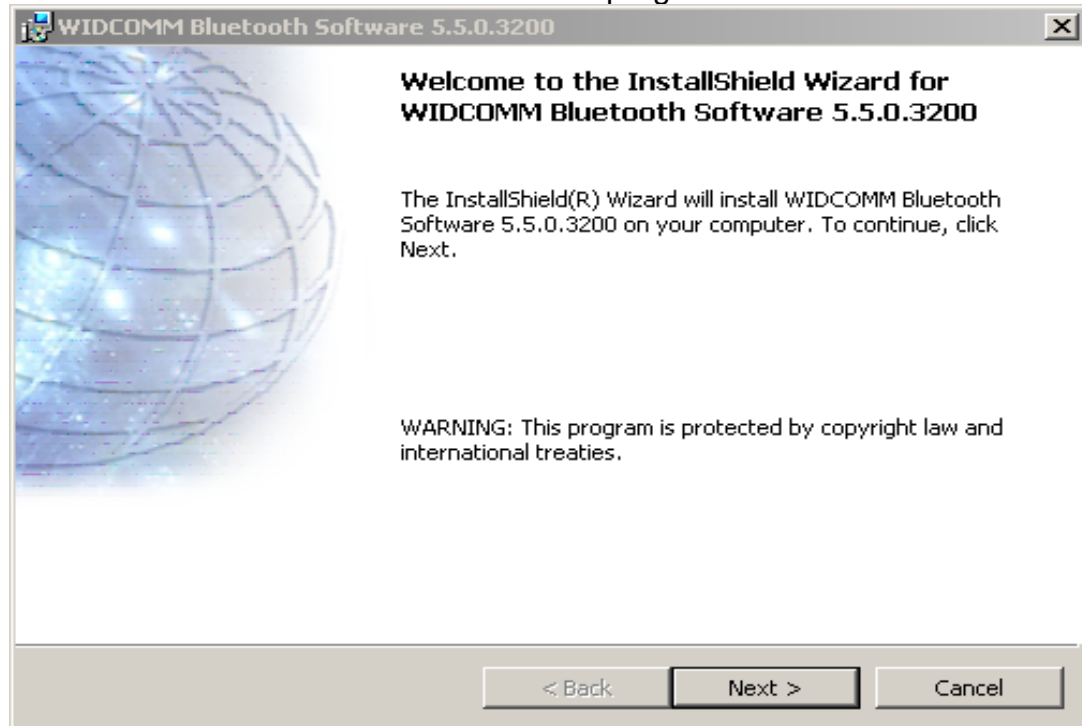 WIDCOMM Bluetooth Software 5.5.0.3200
Welcome to the InstallShield Wizard for
WIDCOMM Bluetooth Software 5.5.0.3200
The InstallShield(R) Wizard will install WIDCOMM Bluetooth
Software 5.5.0.3200 on your computer. To continue, click
Next.
WARNING: This program is protected by copyright law and
international treaties.
< Back Next > Cancel